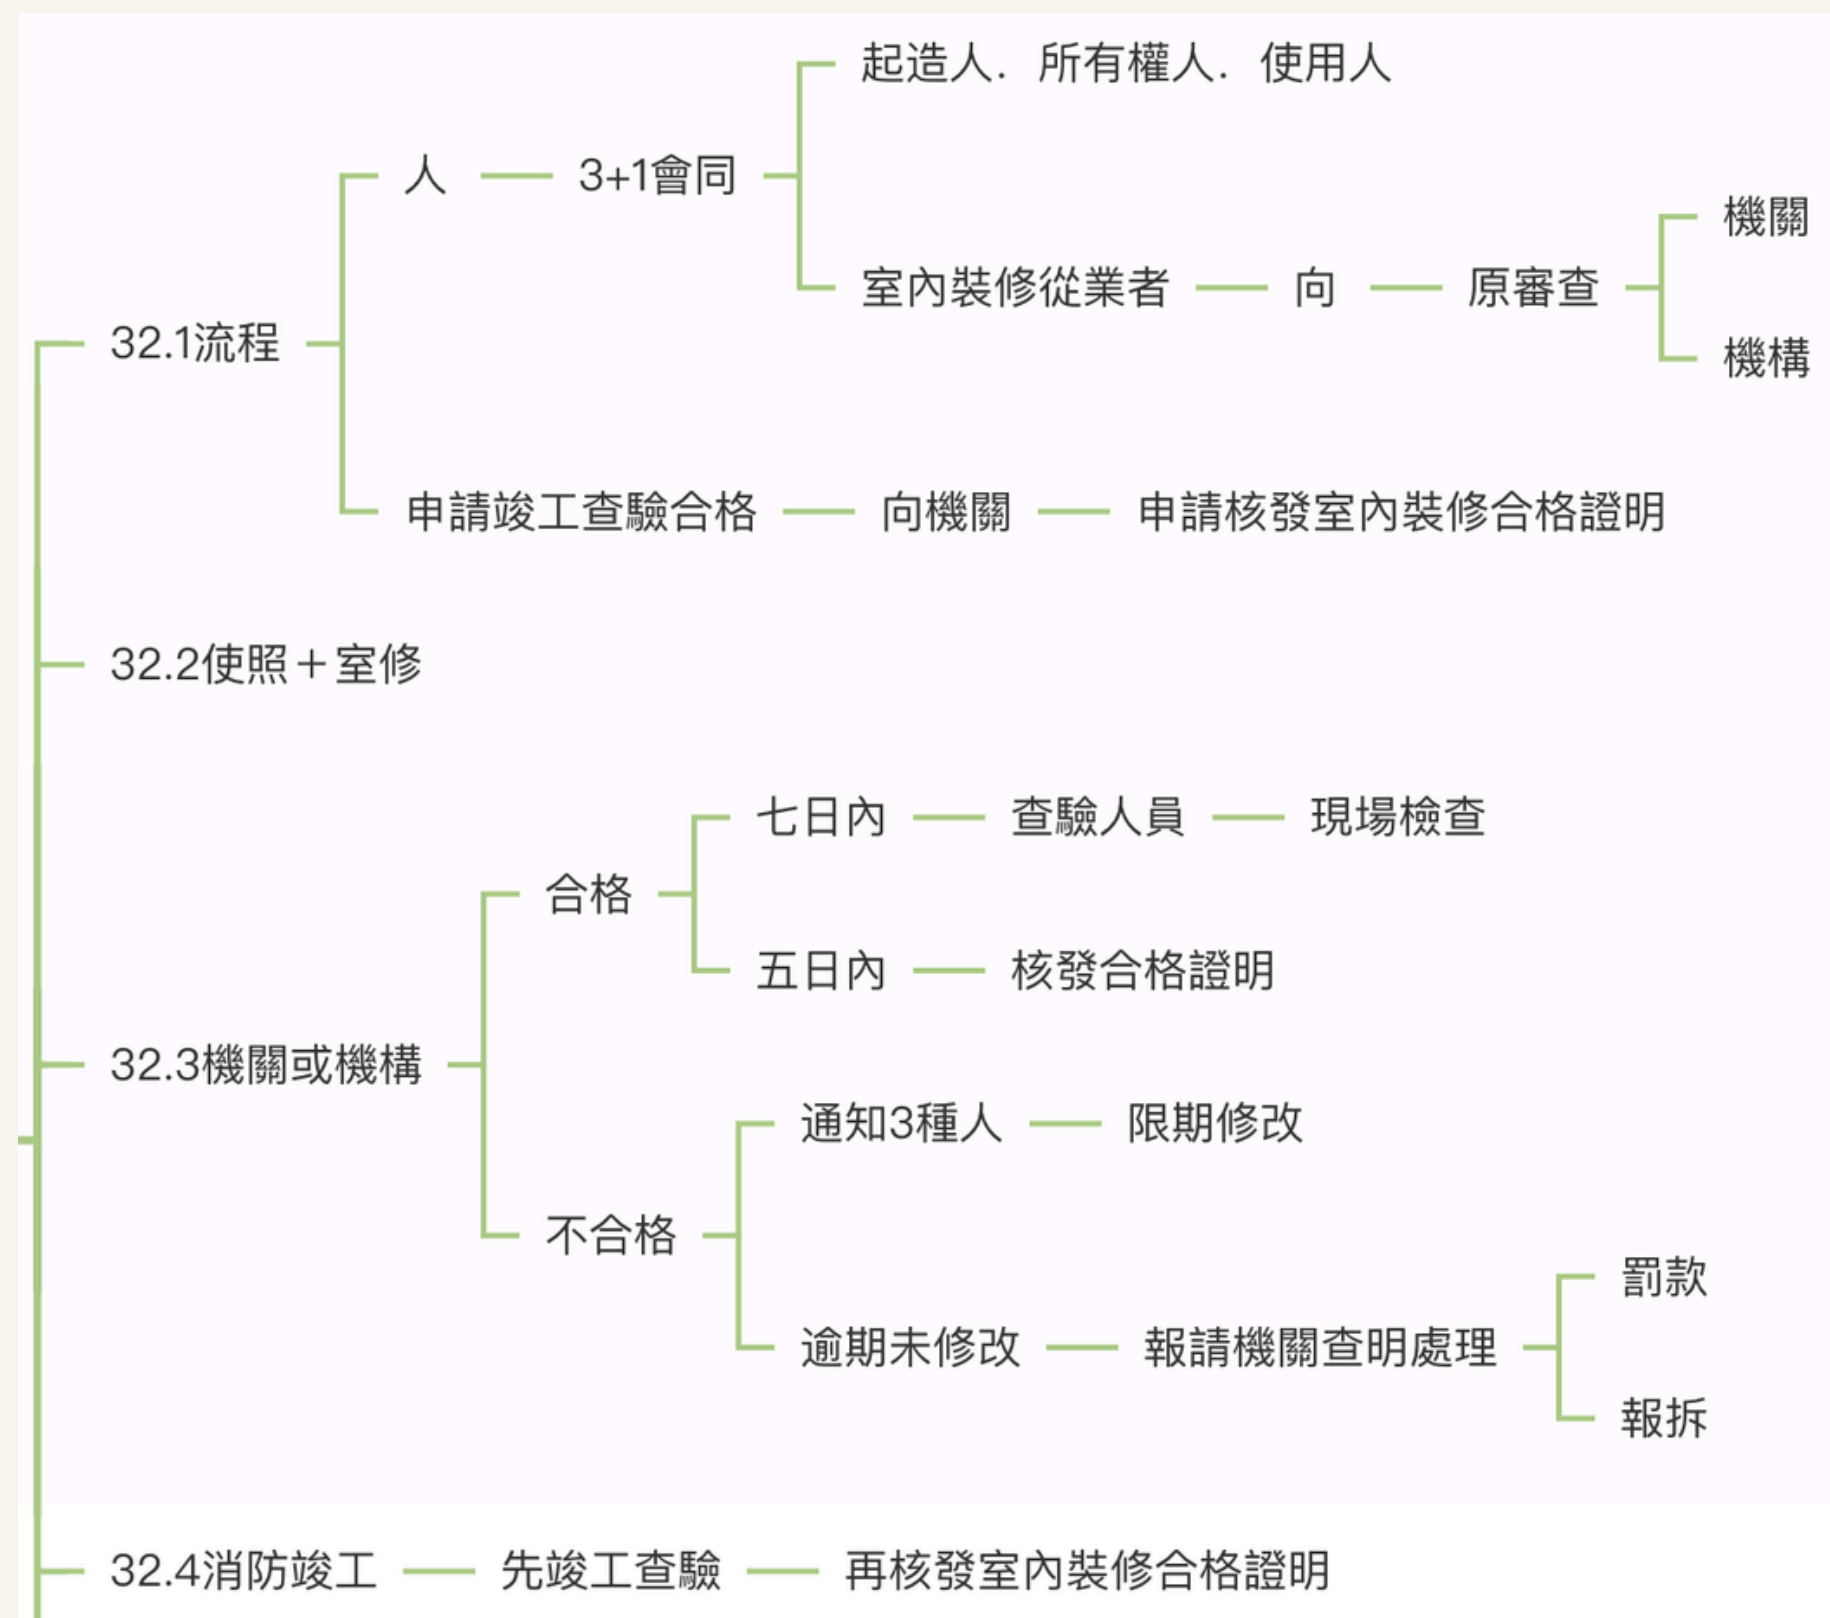 起造人．所有權人．使用人
人
3+1會同
機關
室內裝修從業者
向
原審查
機構
32.1流程
申請竣工查驗合格
向機關
申請核發室內裝修合格證明
32.2使照＋室修
七日內
查驗人員
現場檢查
合格
五日內
核發合格證明
32.3機關或機構
通知3種人
限期修改
不合格
罰款
逾期未修改
報請機關查明處理
報拆
32.4消防竣工
先竣工查驗
再核發室內裝修合格證明